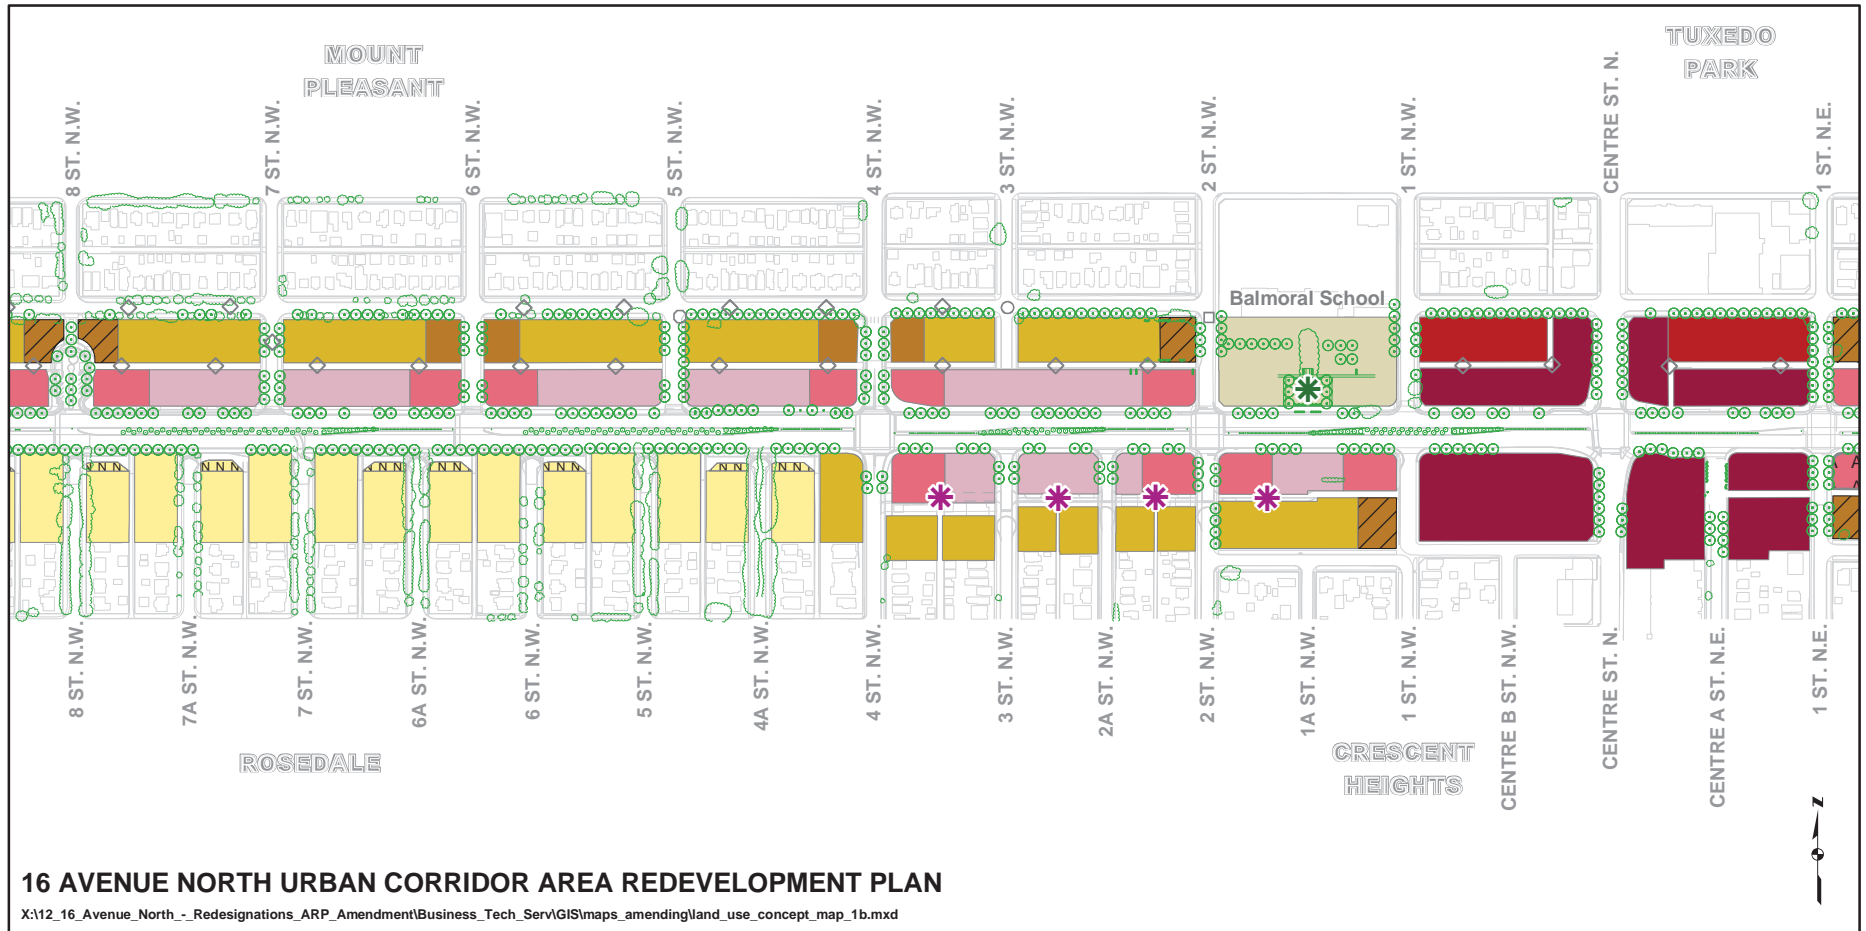 MOUNT
PLEASANT
TUXEDO
PARK
8 ST. N.W.
7 ST. N.W.
6 ST. N.W.
5 ST. N.W.
4 ST. N.W.
3 ST. N.W.
2 ST. N.W.
1 ST. N.W.
CENTRE ST. N.
1 ST. N.E.
Balmoral School
N N N
N N N
N N
N N
N N
N N
N N
A A
A
8 ST. N.W.
7A ST. N.W.
7 ST. N.W.
6A ST. N.W.
6 ST. N.W.
5 ST. N.W.
4A ST. N.W.
4 ST. N.W.
3 ST. N.W.
2A ST. N.W.
2 ST. N.W.
1A ST. N.W.
1 ST. N.W.
CENTRE B ST. N.W.
CENTRE ST. N.
CENTRE A ST. N.E.
1 ST. N.E.
ROSEDALE
CRESCENT
HEIGHTS
N
16 AVENUE NORTH URBAN CORRIDOR AREA REDEVELOPMENT PLAN
X:\12_16_Avenue_North_-_Redesignations_ARP_Amendment\Business_Tech_Serv\GIS\maps_amending\land_use_concept_map_1b.mxd